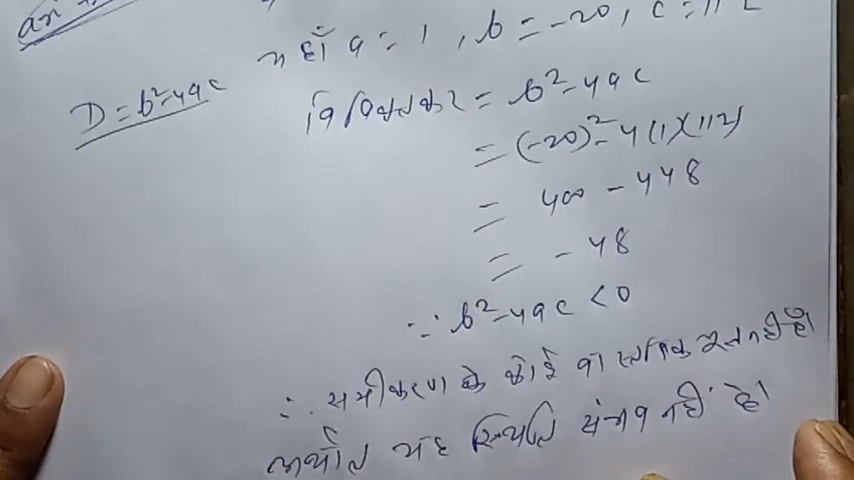 यहाँ a = 1, b = -20, c = 112
D = b²-4ac
विविक्तकर = b²-4ac
= (-20)²-4(1)(112)
= 400 - 448
= - 48
∵ b²-4ac < 0
∴ समीकरण के कोई वास्तविक मूल नहीं है।
अर्थात यह स्थिति संभव नहीं है।